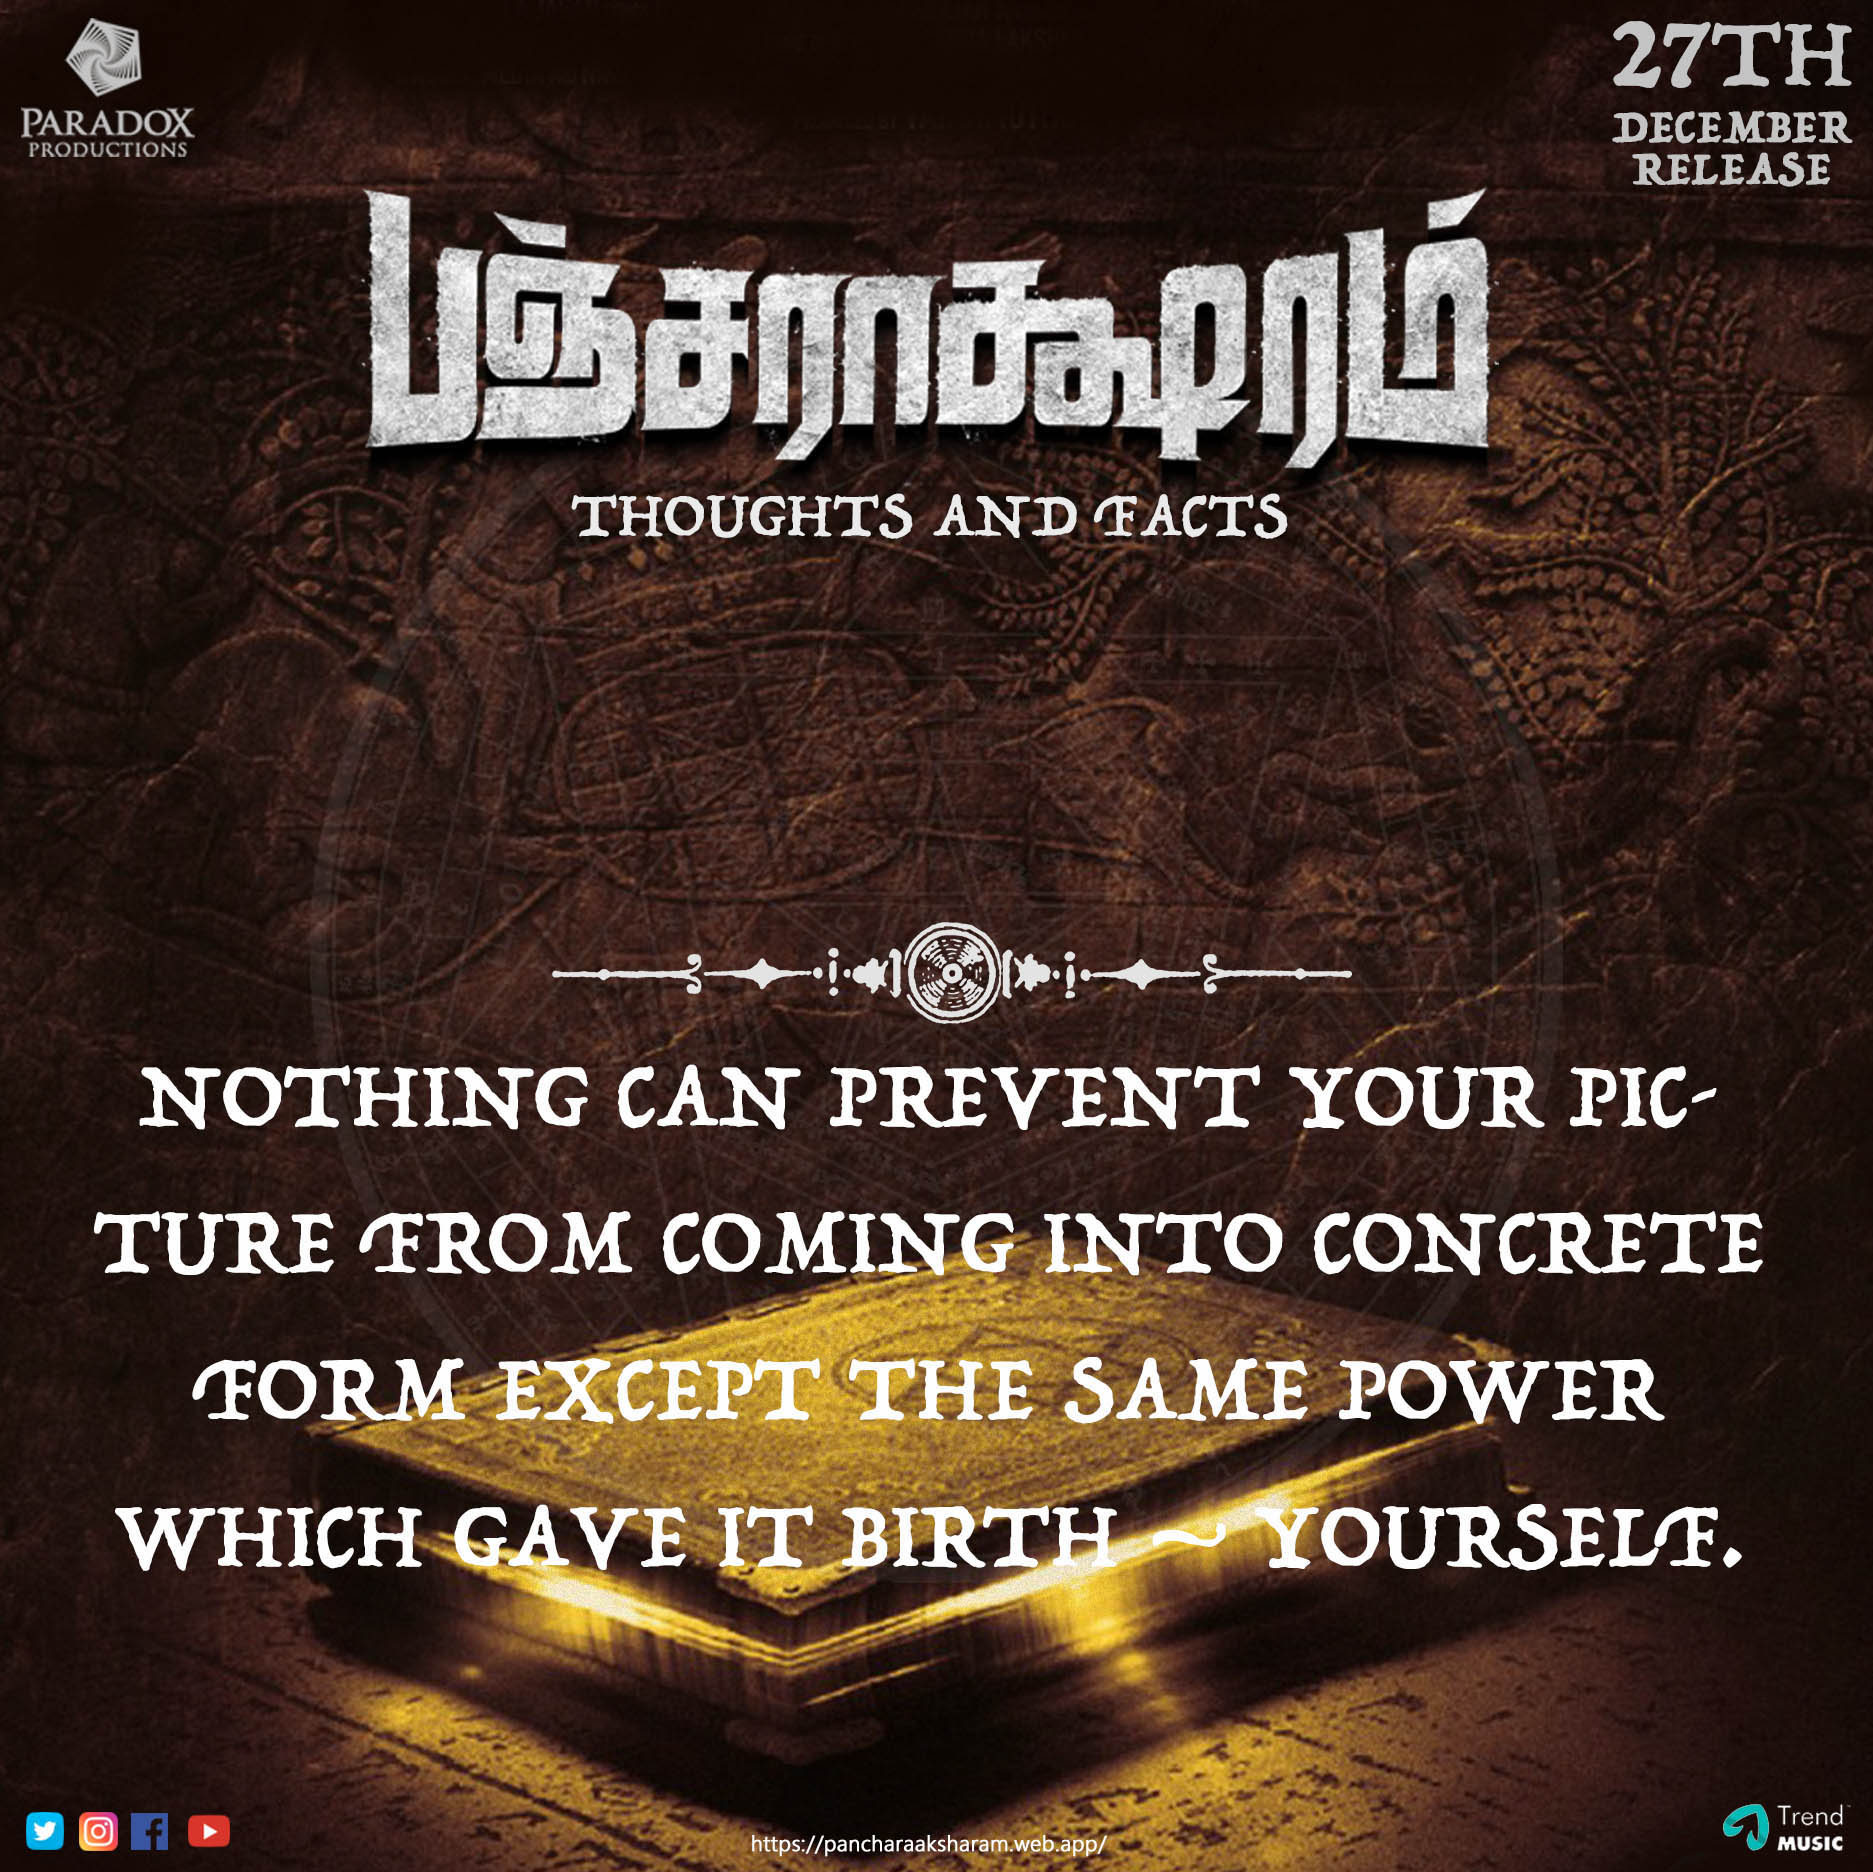 PARADOX
PRODUCTIONS
27TH
DECEMBER
RELEASE
பஞ்சராக்ஷரம்
THOUGHTS AND FACTS
NOTHING CAN PREVENT YOUR PIC-
TURE FROM COMING INTO CONCRETE
FORM EXCEPT THE SAME POWER
WHICH GAVE IT BIRTH ~ YOURSELF.
https://pancharaaksharam.web.app/
Trend
MUSIC